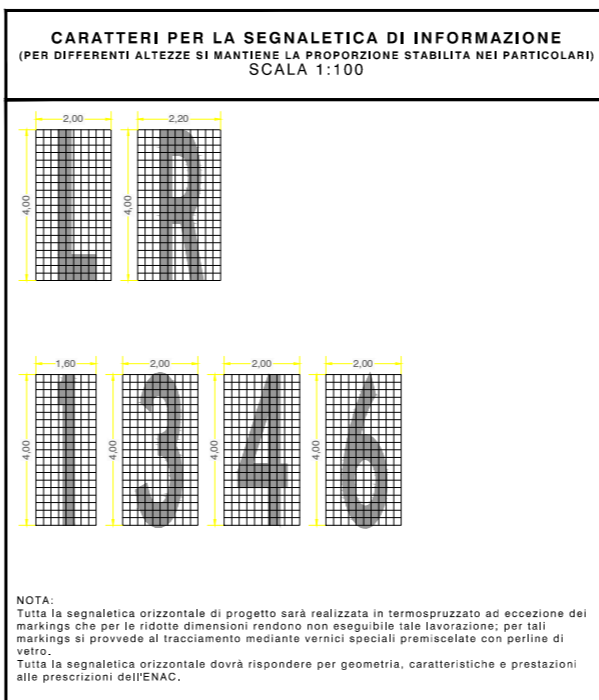 CARATTERI PER LA SEGNALETICA DI INFORMAZIONE
(PER DIFFERENTI ALTEZZE SI MANTIENE LA PROPORZIONE STABILITA NEI PARTICOLARI)
SCALA 1:100
2,00 2,20
4,00 L 4,00 R
1,60 2,00 2,00 2,00
4,00 1 4,00 3 4,00 4 4,00 6
NOTA:
Tutta la segnaletica orizzontale di progetto sarà realizzata in termospruzzato ad eccezione dei
markings che per le ridotte dimensioni rendono non eseguibile tale lavorazione; per tali
markings si provvede al tracciamento mediante vernici speciali premiscelate con perline di
vetro.
Tutta la segnaletica orizzontale dovrà rispondere per geometria, caratteristiche e prestazioni
alle prescrizioni dell'ENAC.